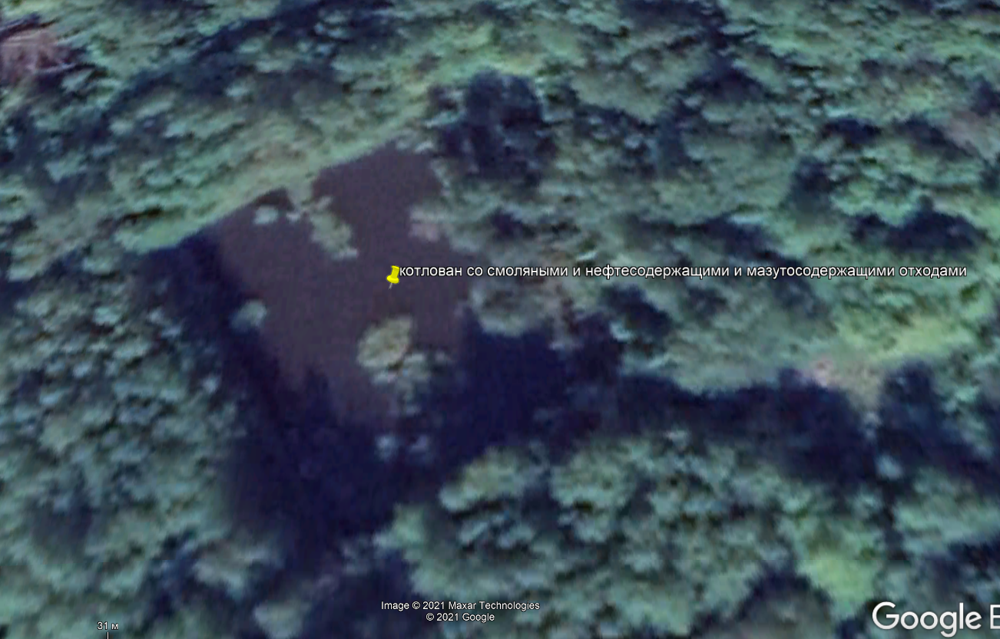 котлован со смоляными и нефтесодержащими и мазутосодержащими отходами
Image © 2021 Maxar Technologies
© 2021 Google
Google E
31 м